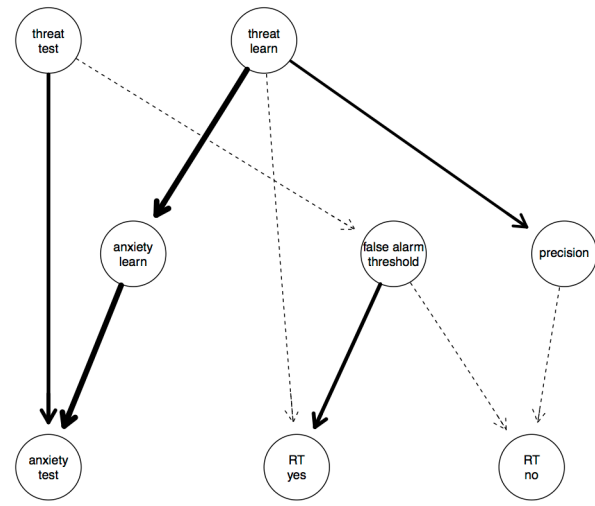 threat
test
threat
learn
anxiety
learn
false alarm
threshold
precision
anxiety
test
RT
yes
RT
no